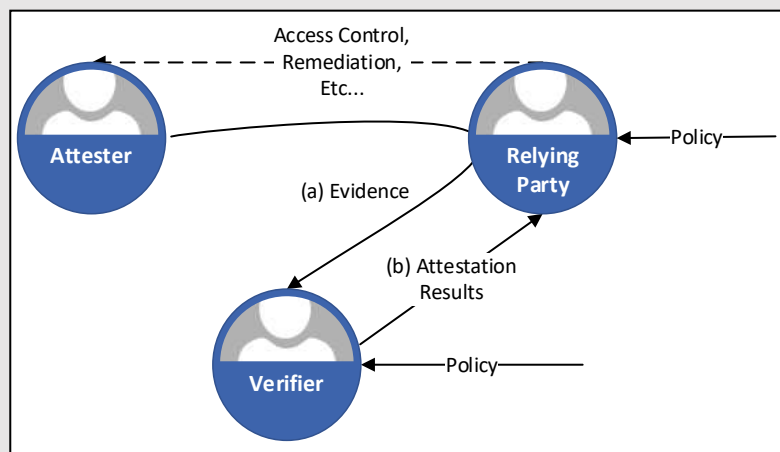 Access Control,
Remediation,
Etc...
Attester
Relying
Party
Policy
(a) Evidence
(b) Attestation
Results
Verifier
Policy